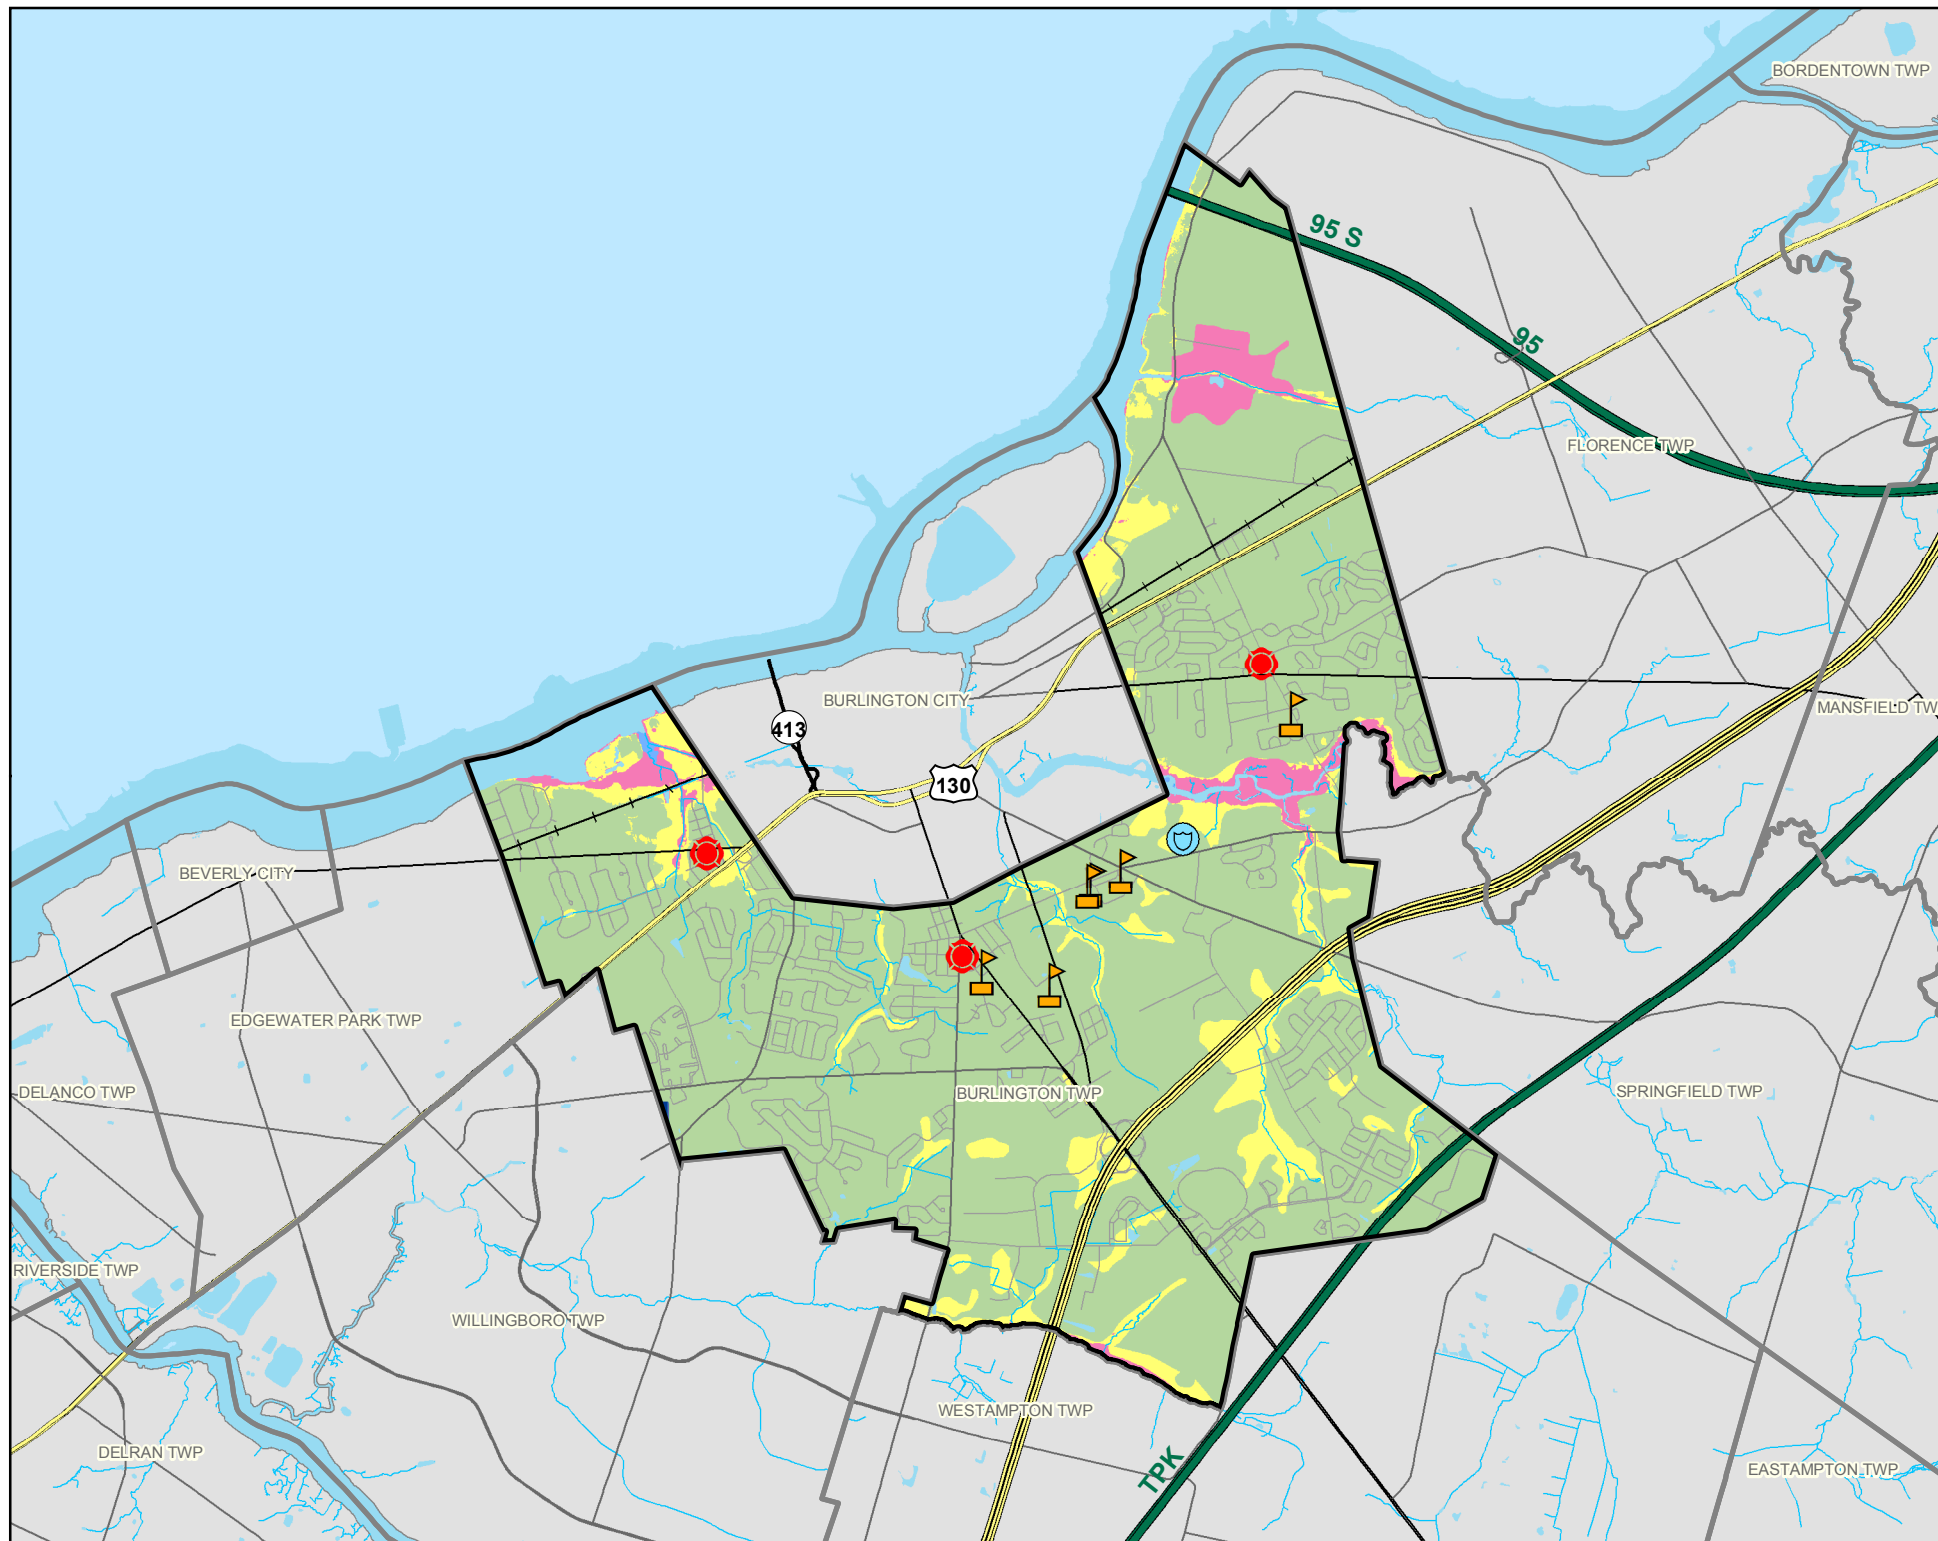 BORDENTOWN TWP
95 S
95
FLORENCE TWP
BURLINGTON CITY
MANSFIELD TW
413
130
BEVERLY CITY
EDGEWATER PARK TWP
DELANCO TWP
BURLINGTON TWP
SPRINGFIELD TWP
RIVERSIDE TWP
WILLINGBORO TWP
WESTAMPTON TWP
DELRAN TWP
TPK
EASTAMPTON TWP